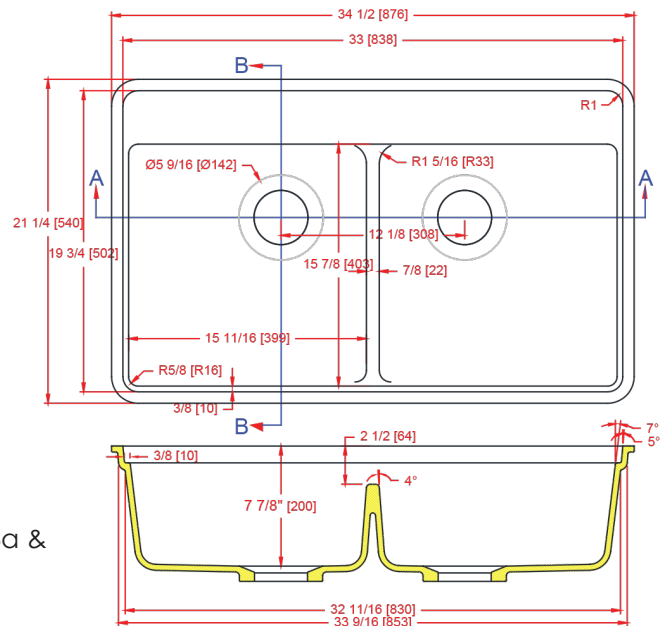 34 1/2 [876]
33 [838]
B
R1
Ø5 9/16 [Ø142]
R1 5/16 [R33]
A
A
21 1/4 [540]
12 1/8 [308]
19 3/4 [502]
15 7/8 [403]
7/8 [22]
15 11/16 [399]
R5/8 [R16]
3/8 [10]
B
2 1/2 [64]
7°
5°
3/8 [10]
4°
7 7/8" [200]
a &
32 11/16 [830]
33 9/16 [853]